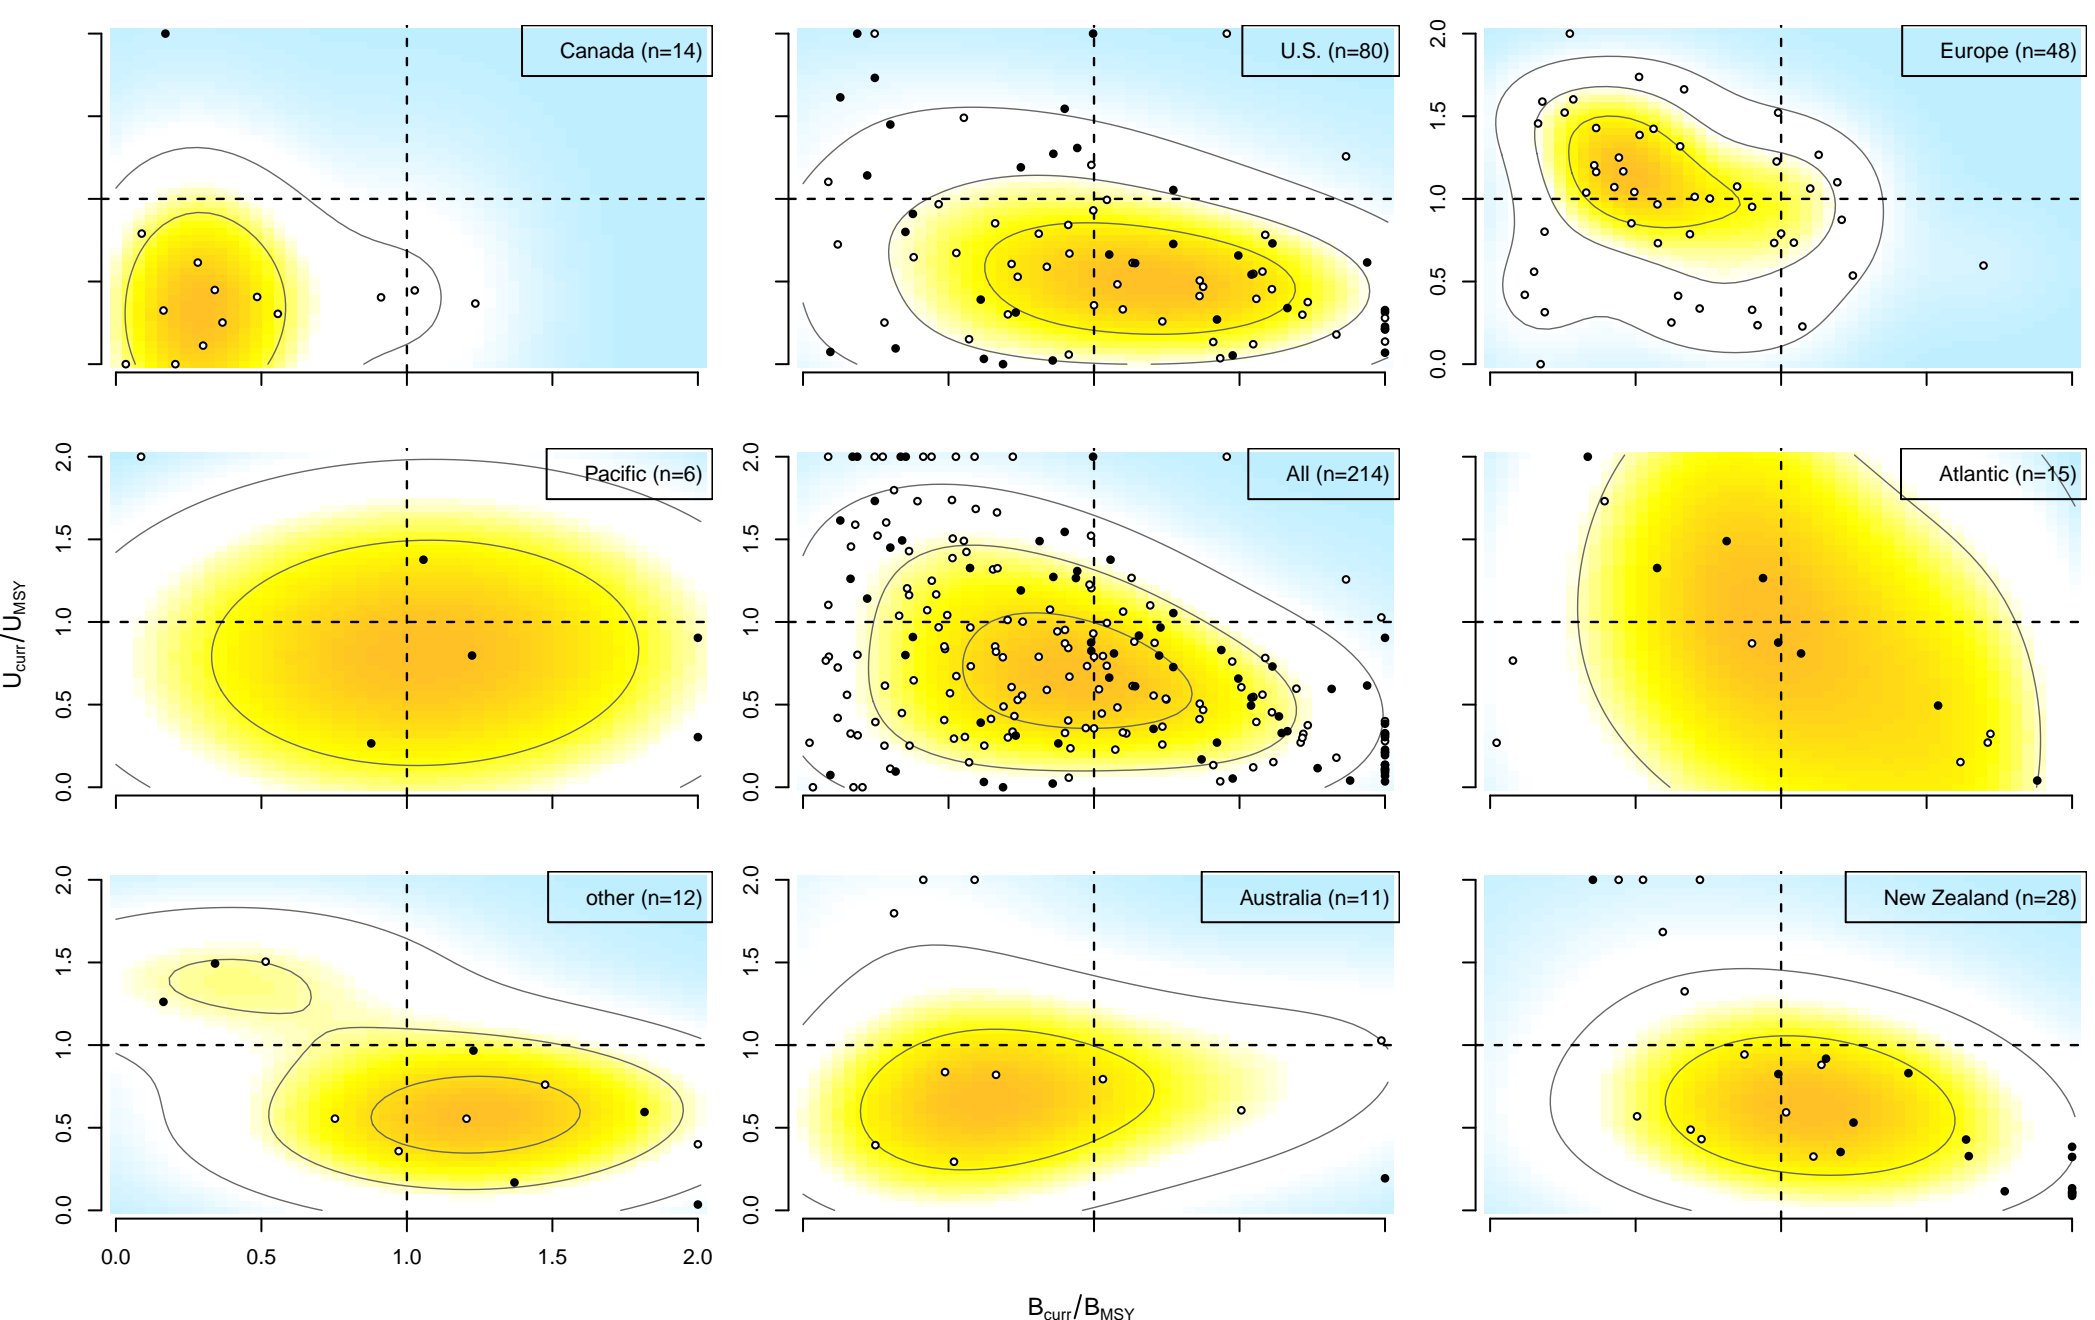 Canada (n=14)
U.S. (n=80)
0.0 0.5 1.0 1.5 2.0
Europe (n=48)
0.0 0.5 1.0 1.5 2.0
Pacific (n=6)
0.0 0.5 1.0 1.5 2.0
All (n=214)
Atlantic (n=15)
0.0 0.5 1.0 1.5 2.0
other (n=12)
0.0 0.5 1.0 1.5 2.0
Australia (n=11)
New Zealand (n=28)
0.0 0.5 1.0 1.5 2.0
Ucurr/UMSY
Bcurr/BMSY